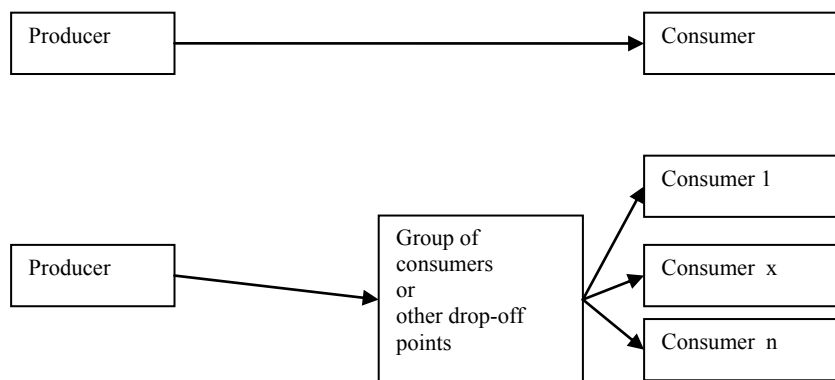 Producer
Consumer
Consumer 1
Producer
Group of
consumers
or
other drop-off
points
Consumer x
Consumer n